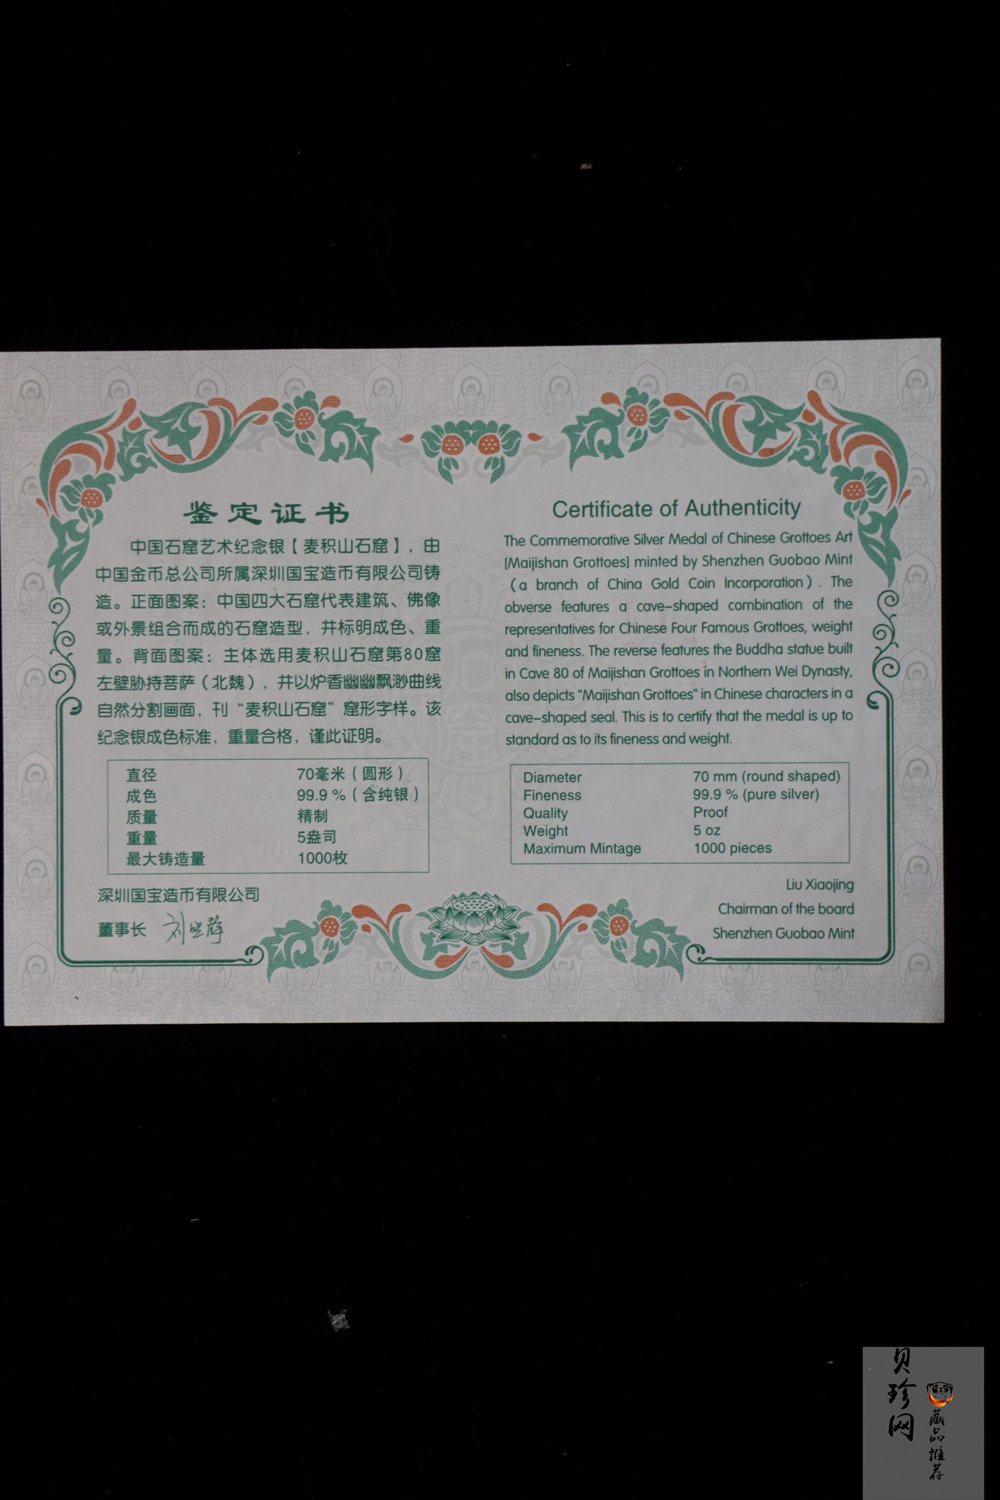 鉴定证书
中国石窟艺术纪念银【麦积山石窟】，由
中国金币总公司所属深圳国宝造币有限公司铸
造。正面图案：中国四大石窟代表建筑、佛像
或外景组合而成的石窟造型，并标明成色、重
量。背面图案：主体选用麦积山石窟第80窟
左壁胁持菩萨（北魏），并以炉香幽幽飘渺曲线
自然分割画面，刊“麦积山石窟”窟形字样。该
纪念银成色标准，重量合格，谨此证明。
直径 70毫米（圆形）
成色 99.9％（含纯银）
质量 精制
重量 5盎司
最大铸造量 1000枚
深圳国宝造币有限公司
董事长 刘晓静
Certificate of Authenticity
The Commemorative Silver Medal of Chinese Grottoes Art
[Maijishan Grottoes] minted by Shenzhen Guobao Mint
（a branch of China Gold Coin Incorporation）. The
obverse features a cave-shaped combination of the
representatives for Chinese Four Famous Grottoes, weight
and fineness. The reverse features the Buddha statue built
in Cave 80 of Maijishan Grottoes in Northern Wei Dynasty,
also depicts "Maijishan Grottoes" in Chinese characters in a
cave-shaped seal. This is to certify that the medal is up to
standard as to its fineness and weight.
Diameter 70 mm (round shaped)
Fineness 99.9 % (pure silver)
Quality Proof
Weight 5 oz
Maximum Mintage 1000 pieces
Liu Xiaojing
Chairman of the board
Shenzhen Guobao Mint
贝珍网
藏品推荐